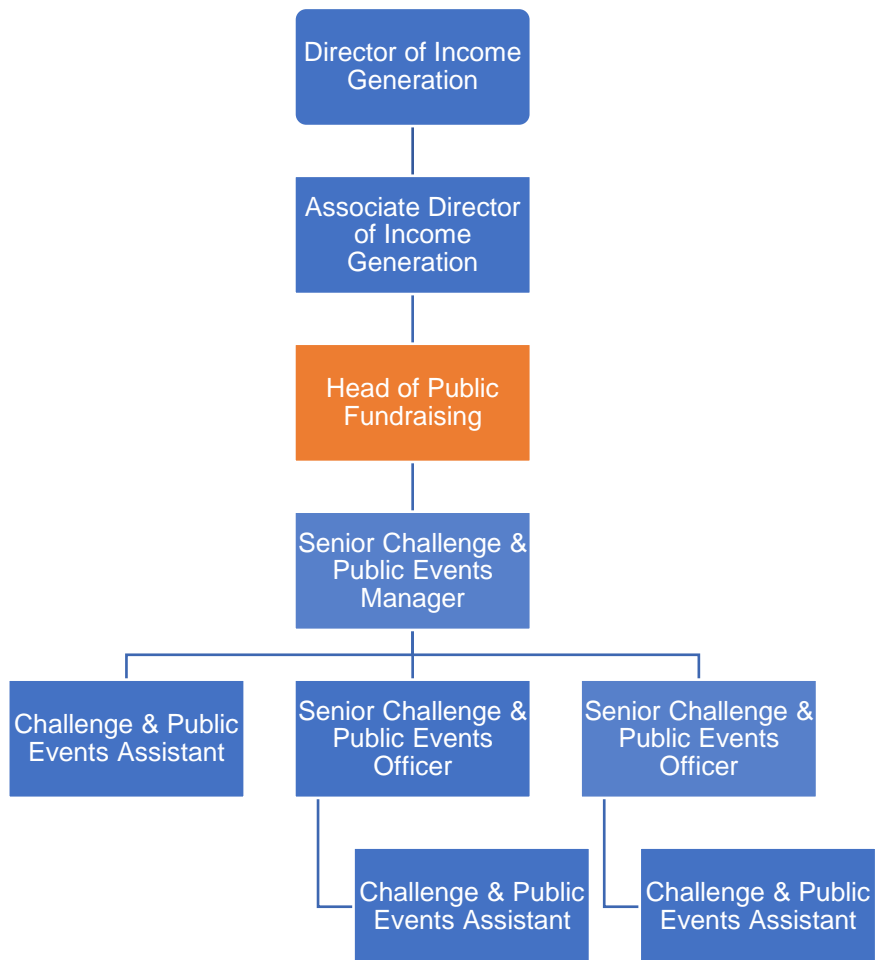 Director of Income
Generation
Associate Director
of Income
Generation
Head of Public
Fundraising
Senior Challenge &
Public Events
Manager
Challenge & Public
Events Assistant
Senior Challenge &
Public Events
Officer
Senior Challenge &
Public Events
Officer
Challenge & Public
Events Assistant
Challenge & Public
Events Assistant